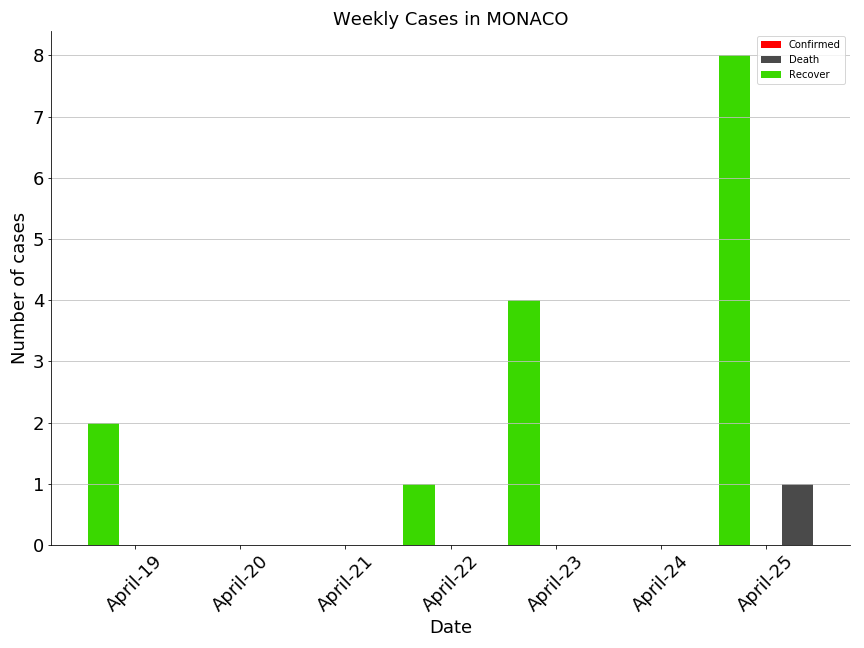 Weekly Cases in MONACO
Confirmed
Death
Recover
Number of cases
8
7
6
5
4
3
2
1
0
April-19
April-20
April-21
April-22
April-23
April-24
April-25
Date